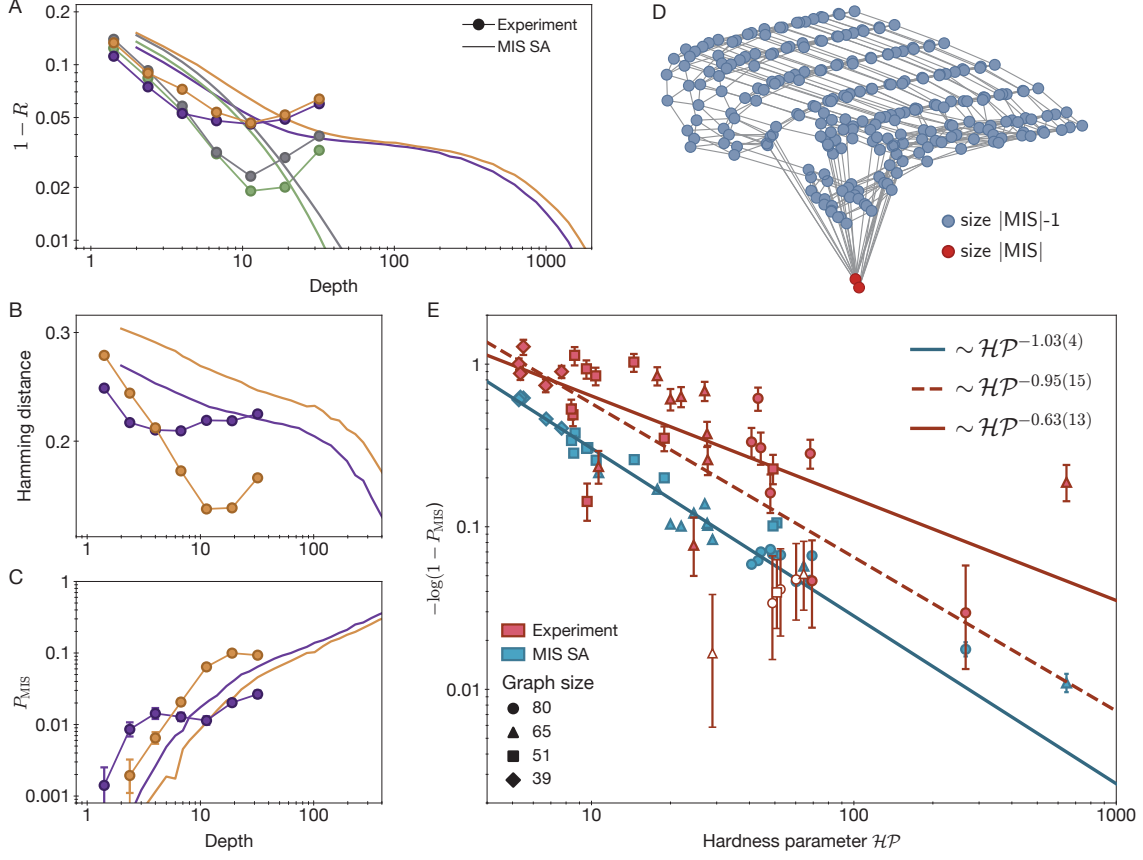 A
0.2
0.1
0.05
0.02
0.01
1 − R
1
10
100
1000
Depth
Experiment
MIS SA
D
size |MIS|-1
size |MIS|
B
0.3
0.2
Hamming distance
1
10
100
C
1
0.1
0.01
0.001
P_MIS
1
10
100
Depth
E
1
0.1
0.01
−log(1 − P_MIS)
10
100
1000
Hardness parameter ℋ𝒫
∼ ℋ𝒫^−1.03(4)
∼ ℋ𝒫^−0.95(15)
∼ ℋ𝒫^−0.63(13)
Experiment
MIS SA
Graph size
80
65
51
39